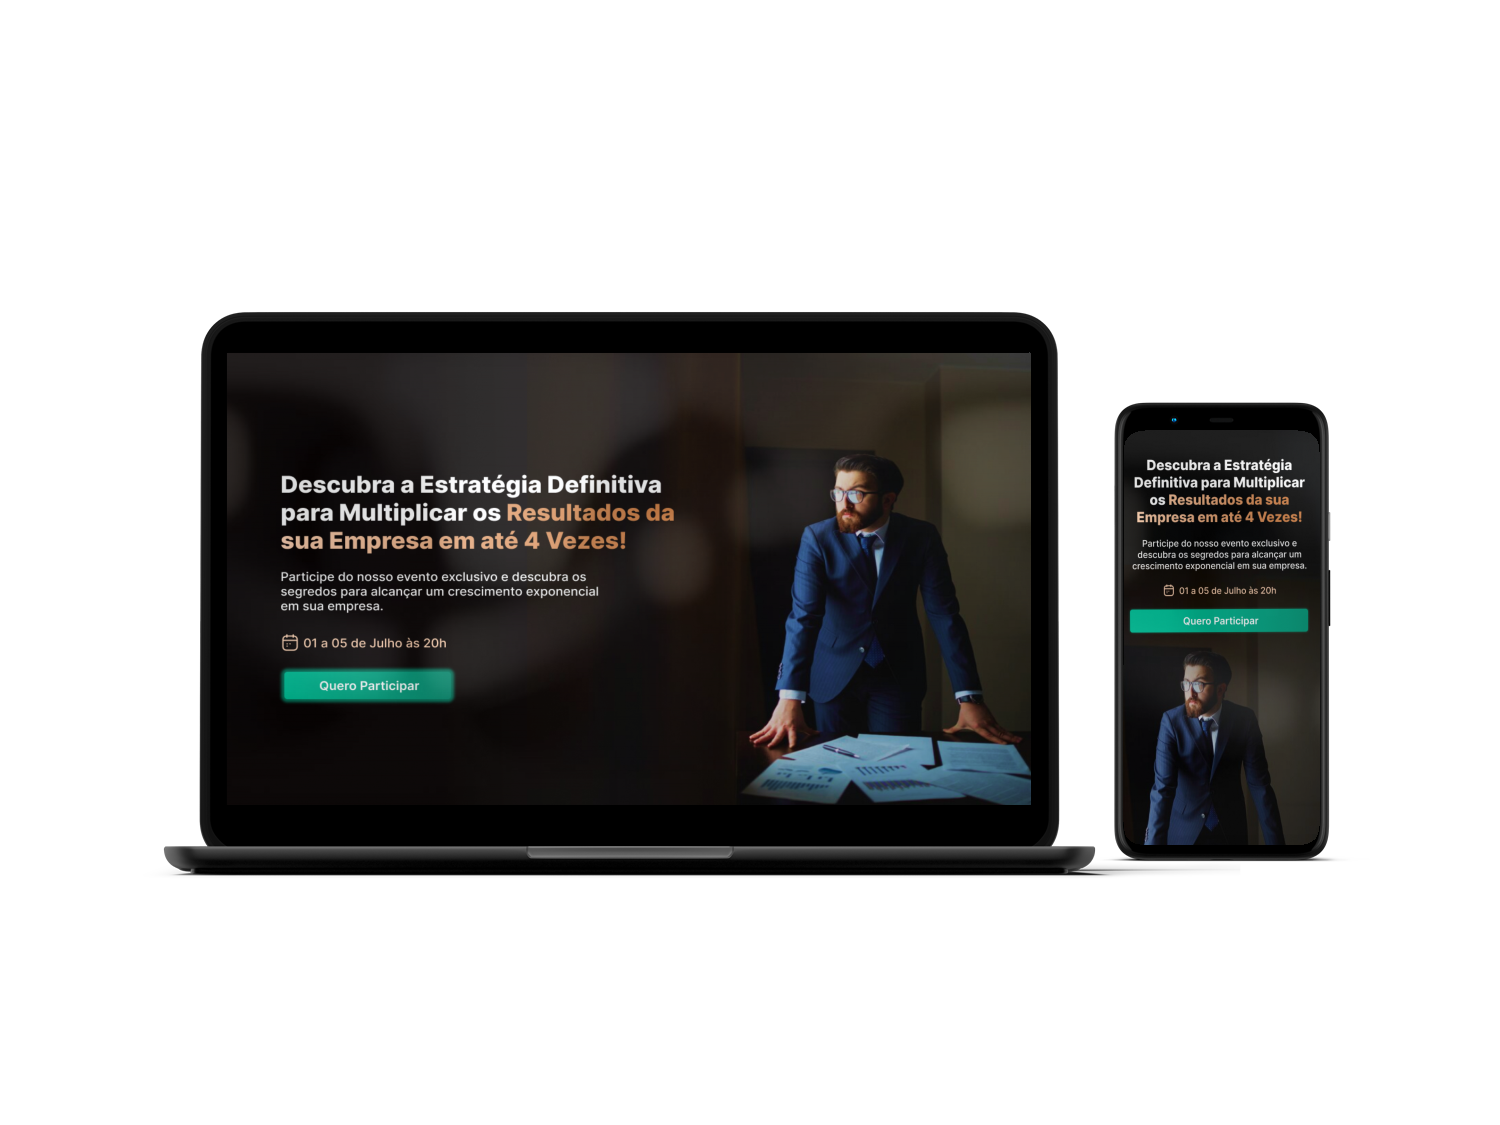 Descubra a Estratégia Definitiva
para Multiplicar os Resultados da
sua Empresa em até 4 Vezes!
Participe do nosso evento exclusivo e descubra os
segredos para alcançar um crescimento exponencial
em sua empresa.
01 a 05 de Julho às 20h
Quero Participar
Descubra a Estratégia
Definitiva para Multiplicar
os Resultados da sua
Empresa em até 4 Vezes!
Participe do nosso evento exclusivo e
descubra os segredos para alcançar um
crescimento exponencial em sua empresa.
01 a 05 de Julho às 20h
Quero Participar